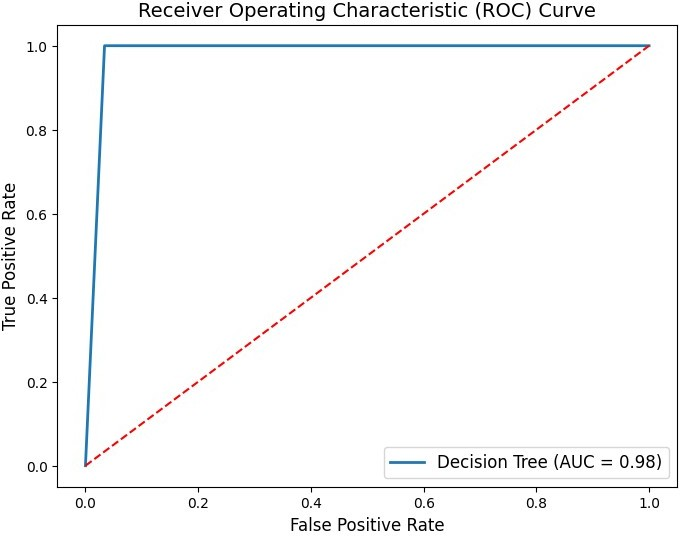 Receiver Operating Characteristic (ROC) Curve
True Positive Rate
1.0
0.8
0.6
0.4
0.2
0.0
Decision Tree (AUC = 0.98)
0.0 0.2 0.4 0.6 0.8 1.0
False Positive Rate